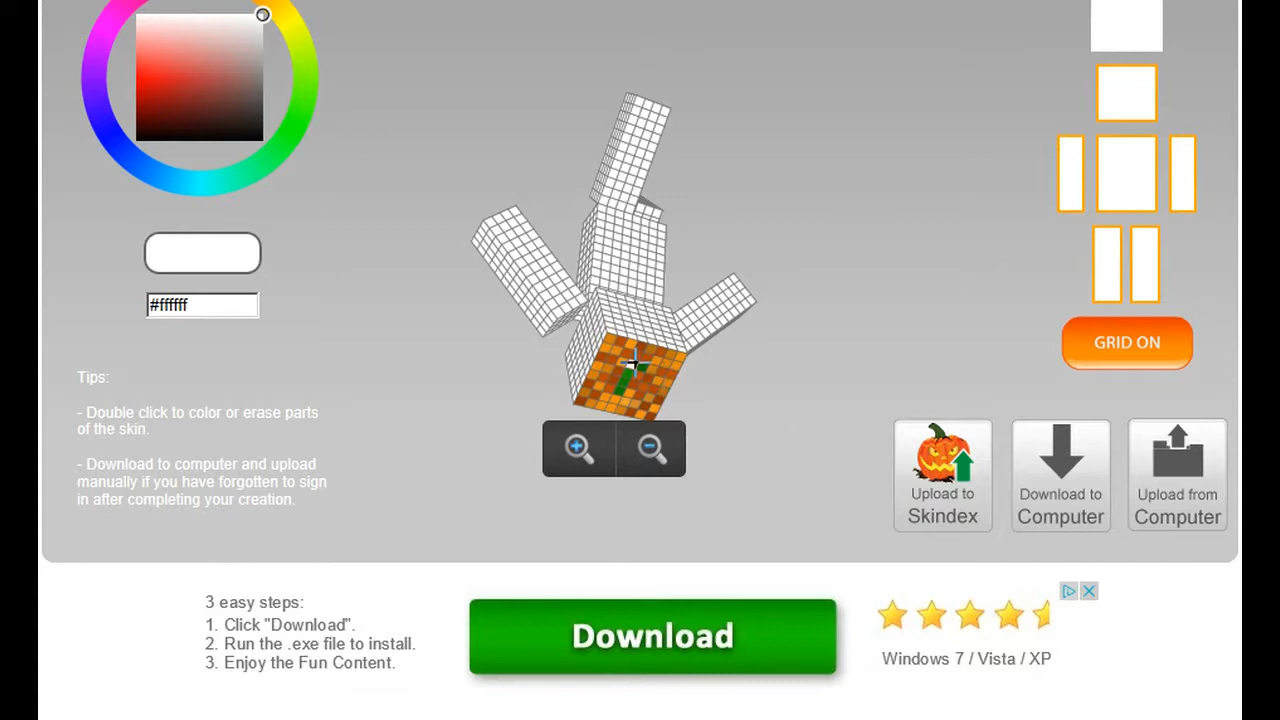 #ffffff
Tips:
- Double click to color or erase parts
of the skin.
- Download to computer and upload
manually if you have forgotten to sign
in after completing your creation.
GRID ON
Upload to
Skindex
Download to
Computer
Upload from
Computer
3 easy steps:
1. Click "Download".
2. Run the .exe file to install.
3. Enjoy the Fun Content.
Download
Windows 7 / Vista / XP